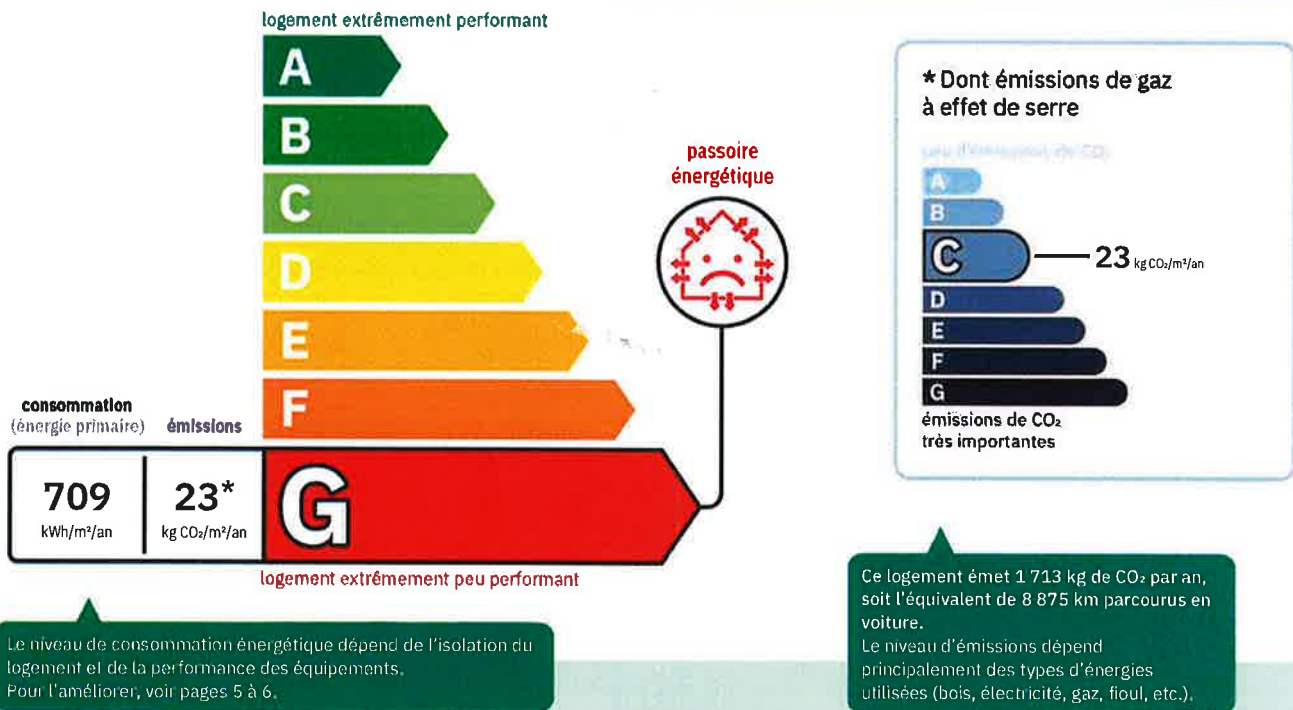 logement extrêmement performant
A
B
C
D
E
F
G
logement extrêmement peu performant
passoire
énergétique
consommation
(énergie primaire)
émissions
709
kWh/m²/an
23*
kg CO₂/m²/an
Le niveau de consommation énergétique dépend de l'isolation du
logement et de la performance des équipements.
Pour l'améliorer, voir pages 5 à 6.
* Dont émissions de gaz
à effet de serre
peu d'émissions de CO₂
A
B
C
23 kg CO₂/m²/an
D
E
F
G
émissions de CO₂
très importantes
Ce logement émet 1 713 kg de CO₂ par an,
soit l'équivalent de 8 875 km parcourus en
voiture.
Le niveau d'émissions dépend
principalement des types d'énergies
utilisées (bois, électricité, gaz, fioul, etc.).